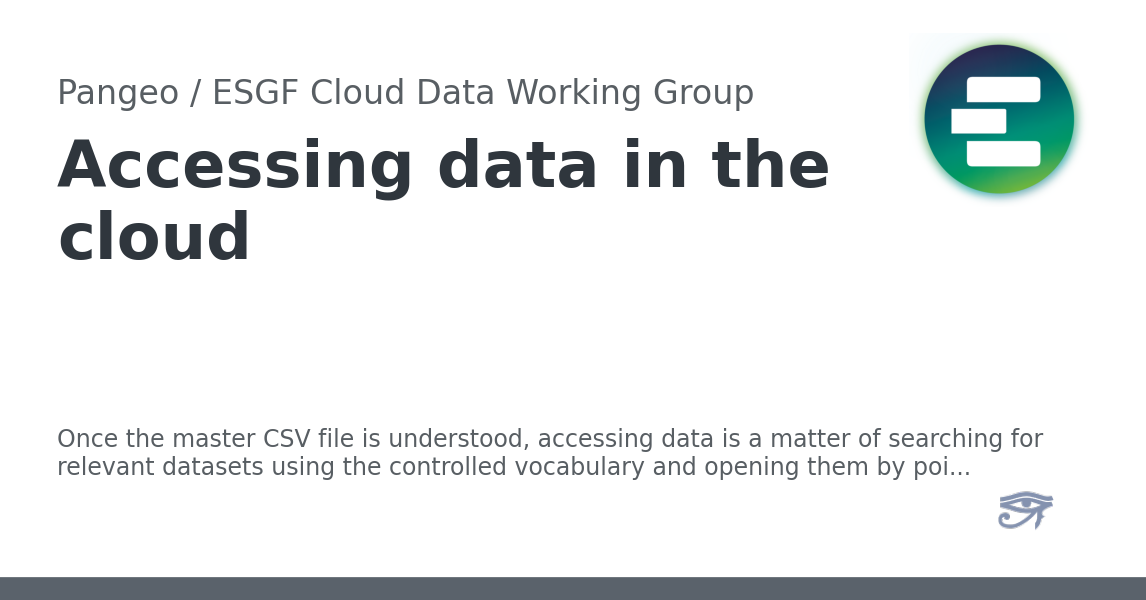 Pangeo / ESGF Cloud Data Working Group
Accessing data in the
cloud
Once the master CSV file is understood, accessing data is a matter of searching for
relevant datasets using the controlled vocabulary and opening them by poi...